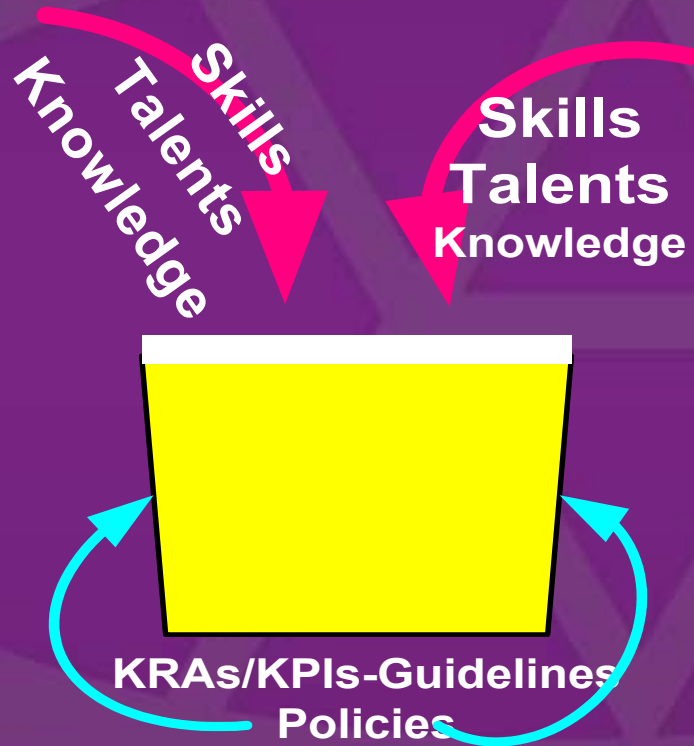 Skills
Talents
Knowledge
Skills
Talents
Knowledge
KRAs/KPIs-Guidelines
Policies